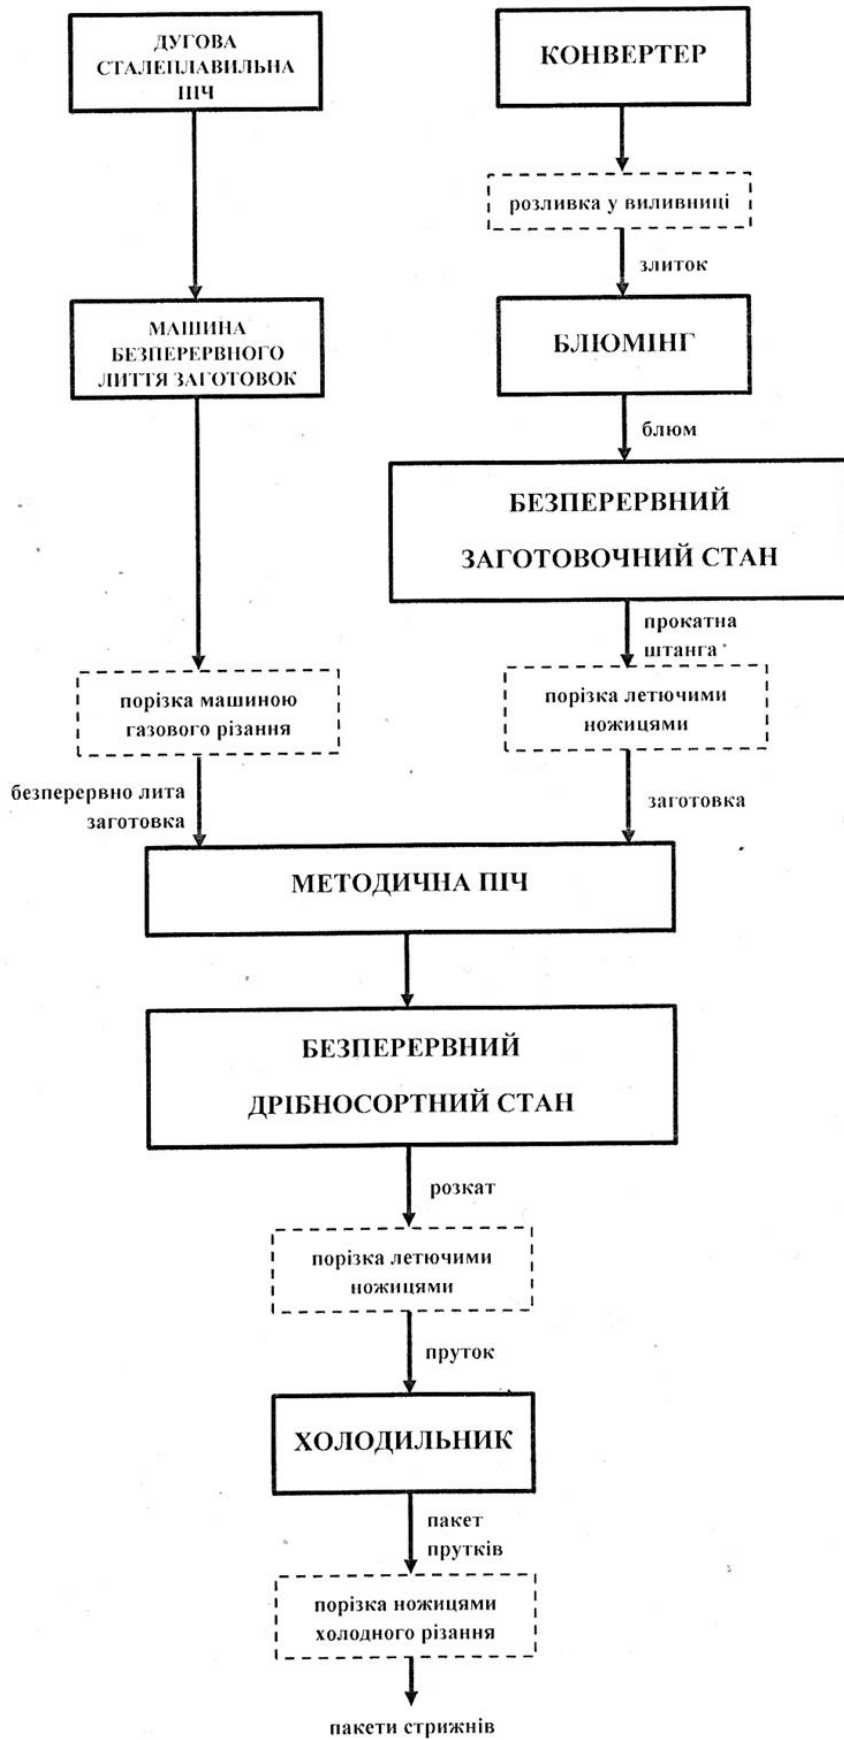 ДУГОВА
СТАЛЕПЛАВИЛЬНА
ПІЧ
КОНВЕРТЕР
розливка у виливниці
злиток
МАШИНА
БЕЗПЕРЕРВНОГО
ЛИТТЯ ЗАГОТОВОК
БЛЮМІНГ
блюм
БЕЗПЕРЕРВНИЙ
ЗАГОТОВОЧНИЙ СТАН
прокатна
штанга
порізка машиною
газового різання
порізка летючими
ножицями
безперервно лита
заготовка
заготовка
МЕТОДИЧНА ПІЧ
БЕЗПЕРЕРВНИЙ
ДРІБНОСОРТНИЙ СТАН
розкат
порізка летючими
ножицями
пруток
ХОЛОДИЛЬНИК
пакет
прутків
порізка ножицями
холодного різання
пакети стрижнів